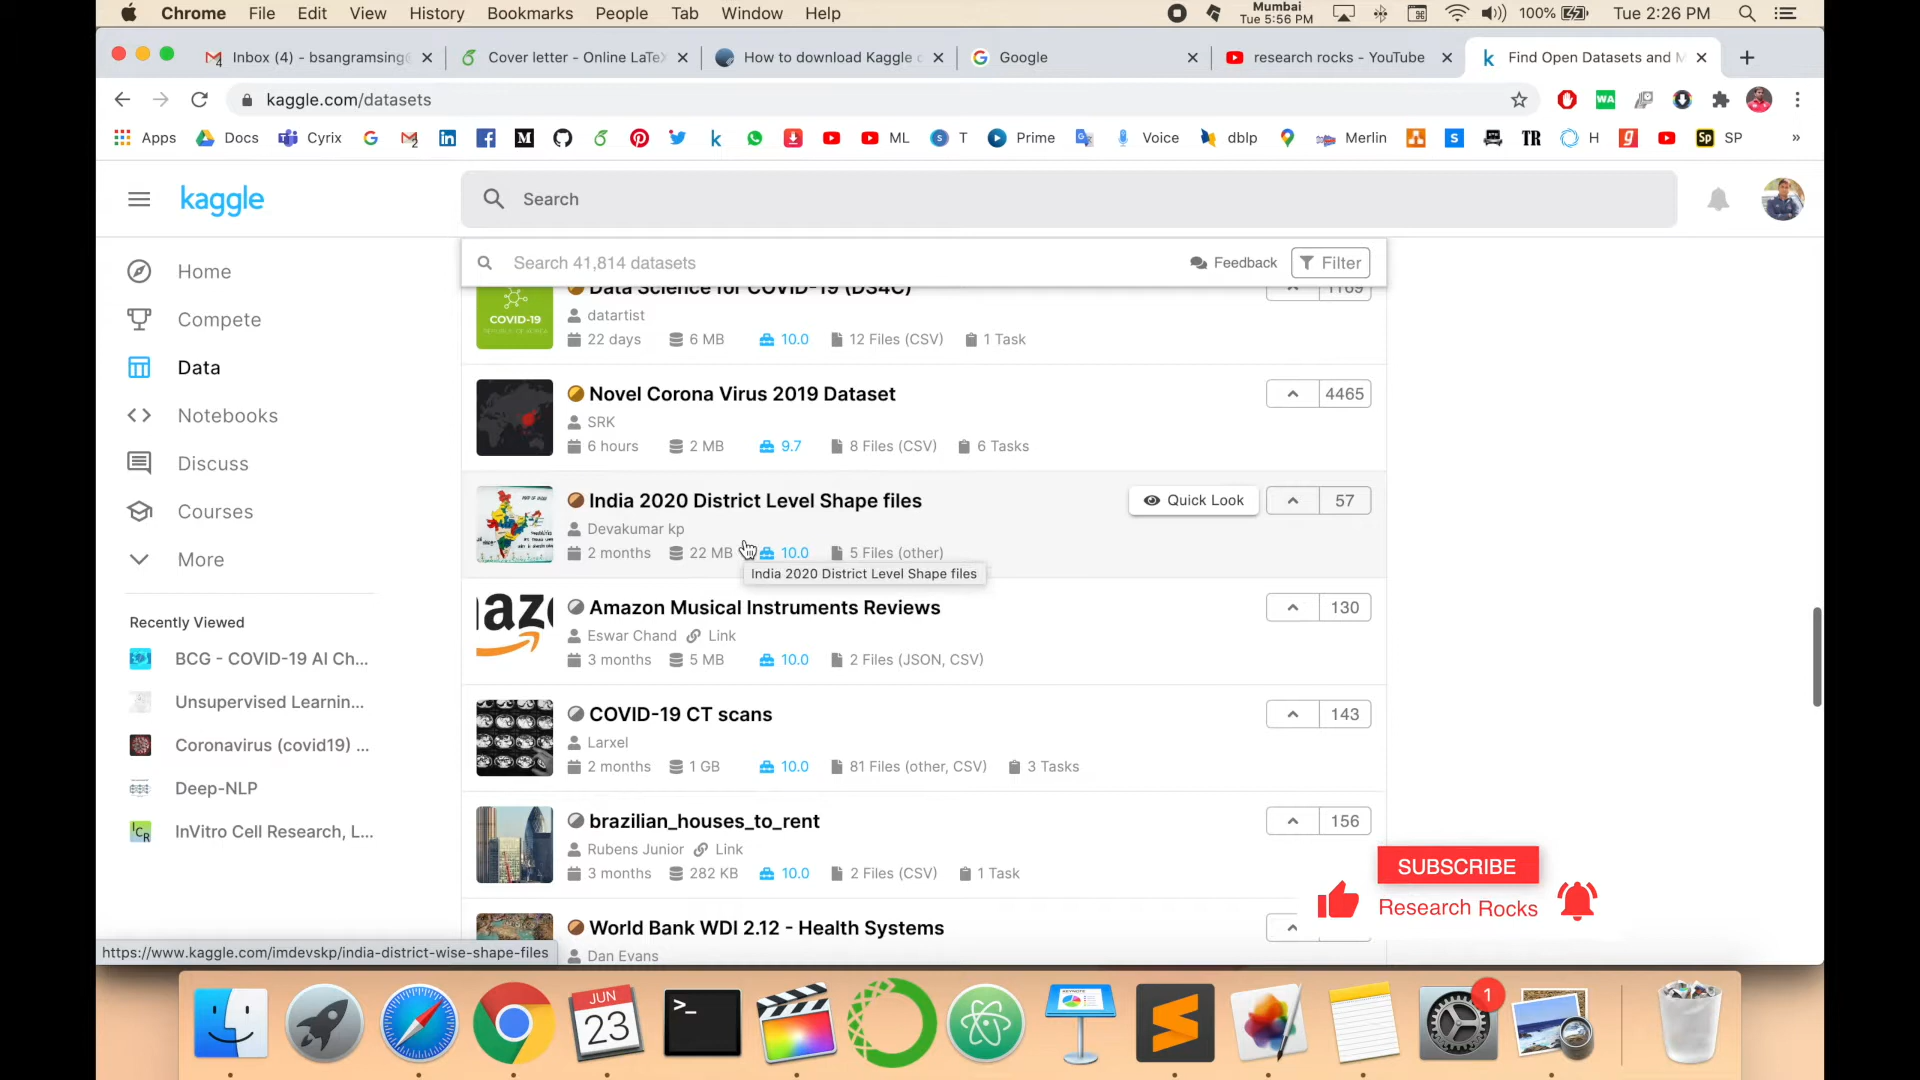 Chrome File Edit View History Bookmarks People Tab Window Help
Mumbai
Tue 5:56 PM
100%
Tue 2:26 PM
Inbox (4) - bsangramsing
Cover letter - Online LaTeX
How to download Kaggle
Google
research rocks - YouTube
Find Open Datasets and M
kaggle.com/datasets
Apps Docs Cyrix ML T Prime Voice dblp Merlin TR H SP
kaggle
Search
Search 41,814 datasets
Feedback
Filter
Home
Compete
Data
Notebooks
Discuss
Courses
More
Recently Viewed
BCG - COVID-19 AI Ch...
Unsupervised Learnin...
Coronavirus (covid19) ...
Deep-NLP
InVitro Cell Research, L...
Data Science for COVID-19 (DS4C)
1169
COVID-19
datartist
22 days 6 MB 10.0 12 Files (CSV) 1 Task
Novel Corona Virus 2019 Dataset
4465
SRK
6 hours 2 MB 9.7 8 Files (CSV) 6 Tasks
India 2020 District Level Shape files
Quick Look
57
Devakumar kp
2 months 22 MB 10.0 5 Files (other)
India 2020 District Level Shape files
Amazon Musical Instruments Reviews
130
Eswar Chand Link
3 months 5 MB 10.0 2 Files (JSON, CSV)
COVID-19 CT scans
143
Larxel
2 months 1 GB 10.0 81 Files (other, CSV) 3 Tasks
brazilian_houses_to_rent
156
Rubens Junior Link
3 months 282 KB 10.0 2 Files (CSV) 1 Task
World Bank WDI 2.12 - Health Systems
Dan Evans
SUBSCRIBE
Research Rocks
https://www.kaggle.com/imdevskp/india-district-wise-shape-files
JUN
23
1